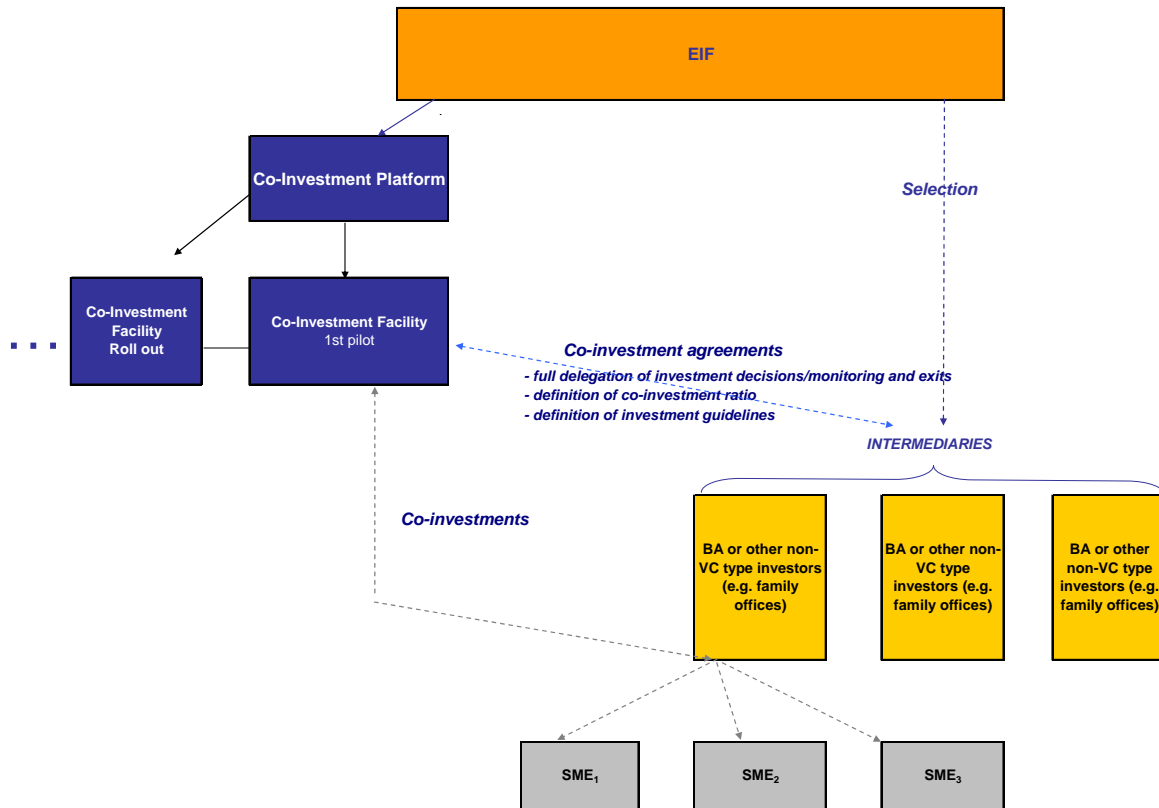 EIF
Co-Investment Platform
Selection
Co-Investment
Facility
Roll out
Co-Investment Facility
1st pilot
Co-investment agreements
- full delegation of investment decisions/monitoring and exits
- definition of co-investment ratio
- definition of investment guidelines
INTERMEDIARIES
Co-investments
BA or other non-
VC type investors
(e.g. family
offices)
BA or other non-
VC type
investors (e.g.
family offices)
BA or other
non-VC type
investors (e.g.
family offices)
SME₁
SME₂
SME₃